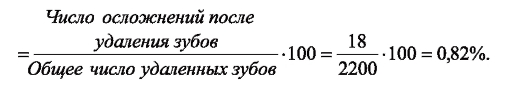 Число осложнений после
удаления зубов
= ―――――――― ·100 = 18/2200 ·100 = 0,82%.
Общее число удаленных зубов